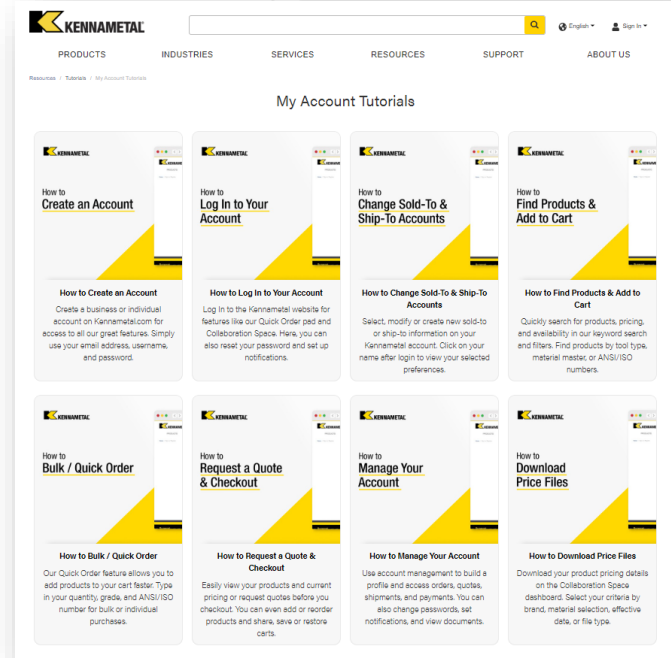 KENNAMETAL
English
Sign In
PRODUCTS INDUSTRIES SERVICES RESOURCES SUPPORT ABOUT US
Resources / Tutorials / My Account Tutorials
My Account Tutorials
KENNAMETAL
How to
Create an Account
How to Create an Account
Create a business or individual
account on Kennametal.com for
access to all our great features. Simply
use your email address, username,
and password.
KENNAMETAL
How to
Log In to Your
Account
How to Log In to Your Account
Log In to the Kennametal website for
features like our Quick Order pad and
Collaboration Space. Here, you can
also reset your password and set up
notifications.
KENNAMETAL
How to
Change Sold-To &
Ship-To Accounts
How to Change Sold-To & Ship-To
Accounts
Select, modify or create new sold-to
or ship-to information on your
Kennametal account. Click on your
name after login to view your selected
preferences.
KENNAMETAL
How to
Find Products &
Add to Cart
How to Find Products & Add to
Cart
Quickly search for products, pricing,
and availability in our keyword search
and filters. Find products by tool type,
material master, or ANSI/ISO
numbers.
KENNAMETAL
How to
Bulk / Quick Order
How to Bulk / Quick Order
Our Quick Order feature allows you to
add products to your cart faster. Type
in your quantity, grade, and ANSI/ISO
number for bulk or individual
purchases.
KENNAMETAL
How to
Request a Quote
& Checkout
How to Request a Quote &
Checkout
Easily view your products and current
pricing or request quotes before you
checkout. You can even add or reorder
products and share, save or restore
carts.
KENNAMETAL
How to
Manage Your
Account
How to Manage Your Account
Use account management to build a
profile and access orders, quotes,
shipments, and payments. You can
also change passwords, set
notifications, and view documents.
KENNAMETAL
How to
Download
Price Files
How to Download Price Files
Download your product pricing details
on the Collaboration Space
dashboard. Select your criteria by
brand, material selection, effective
date, or file type.